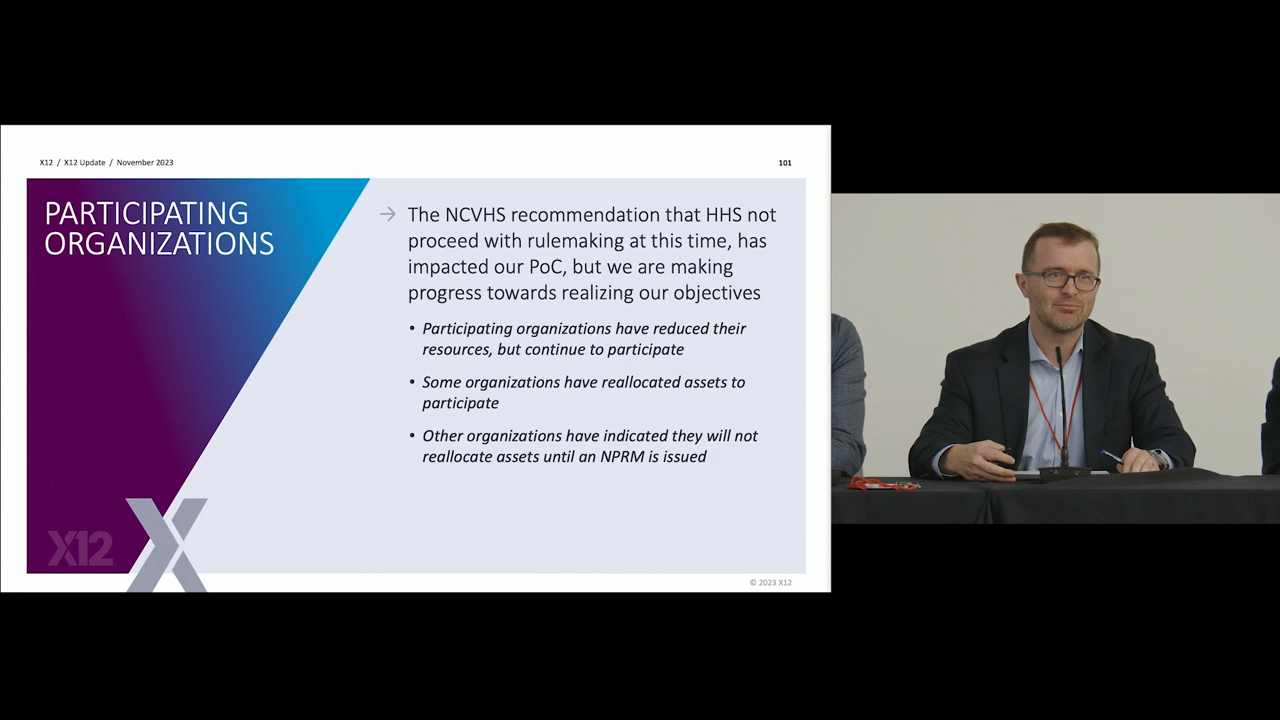 X12 / X12 Update / November 2023
101
PARTICIPATING
ORGANIZATIONS
→ The NCVHS recommendation that HHS not
proceed with rulemaking at this time, has
impacted our PoC, but we are making
progress towards realizing our objectives
• Participating organizations have reduced their
resources, but continue to participate
• Some organizations have reallocated assets to
participate
• Other organizations have indicated they will not
reallocate assets until an NPRM is issued
X12
© 2023 X12